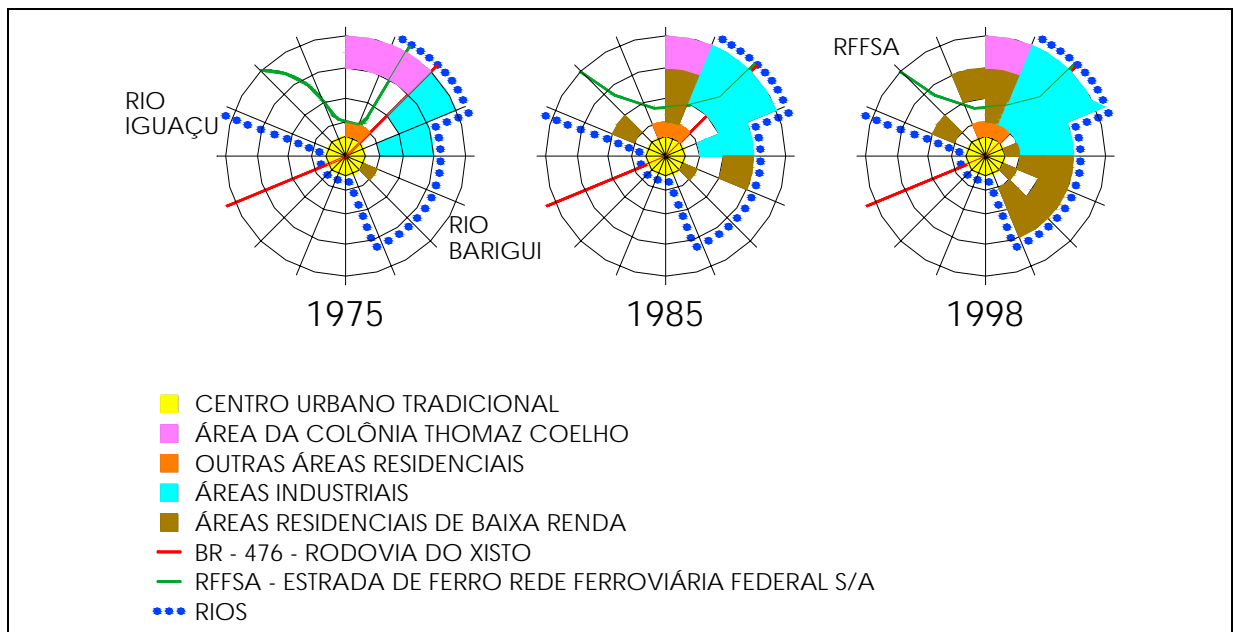 RIO
IGUAÇU
RIO
BARIGUI
RFFSA
1975
1985
1998
CENTRO URBANO TRADICIONAL
ÁREA DA COLÔNIA THOMAZ COELHO
OUTRAS ÁREAS RESIDENCIAIS
ÁREAS INDUSTRIAIS
ÁREAS RESIDENCIAIS DE BAIXA RENDA
BR - 476 - RODOVIA DO XISTO
RFFSA - ESTRADA DE FERRO REDE FERROVIÁRIA FEDERAL S/A
RIOS